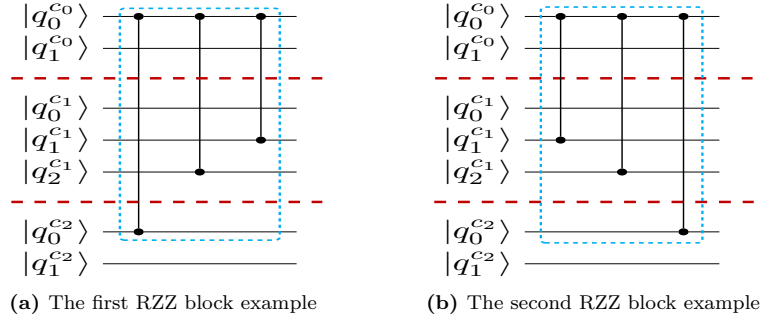 |q_0^{c_0}⟩ |q_0^{c_0}⟩
|q_1^{c_0}⟩ |q_1^{c_0}⟩
|q_0^{c_1}⟩ |q_0^{c_1}⟩
|q_1^{c_1}⟩ |q_1^{c_1}⟩
|q_2^{c_1}⟩ |q_2^{c_1}⟩
|q_0^{c_2}⟩ |q_0^{c_2}⟩
|q_1^{c_2}⟩ |q_1^{c_2}⟩
(a) The first RZZ block example (b) The second RZZ block example